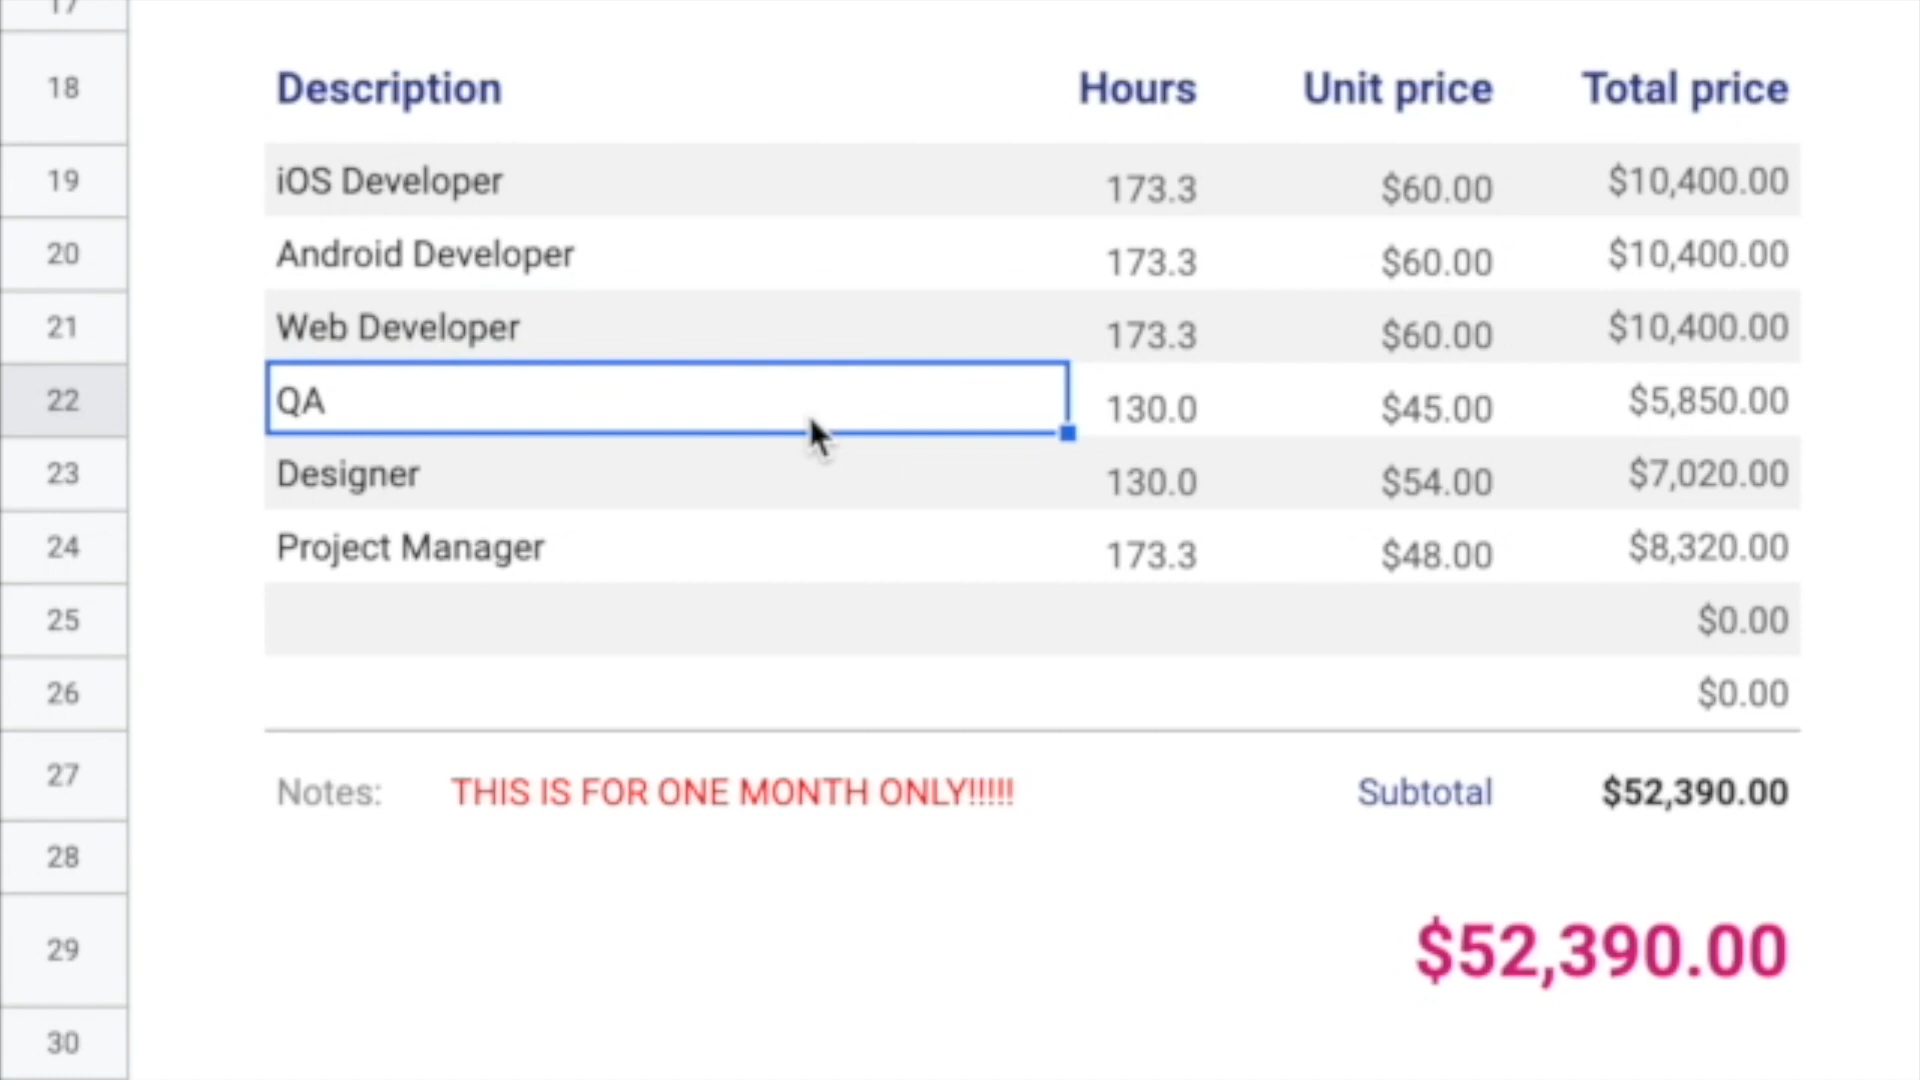 17
18 Description Hours Unit price Total price
19 iOS Developer 173.3 $60.00 $10,400.00
20 Android Developer 173.3 $60.00 $10,400.00
21 Web Developer 173.3 $60.00 $10,400.00
22 QA 130.0 $45.00 $5,850.00
23 Designer 130.0 $54.00 $7,020.00
24 Project Manager 173.3 $48.00 $8,320.00
25 $0.00
26 $0.00
27 Notes: THIS IS FOR ONE MONTH ONLY!!!!! Subtotal $52,390.00
28
29 $52,390.00
30